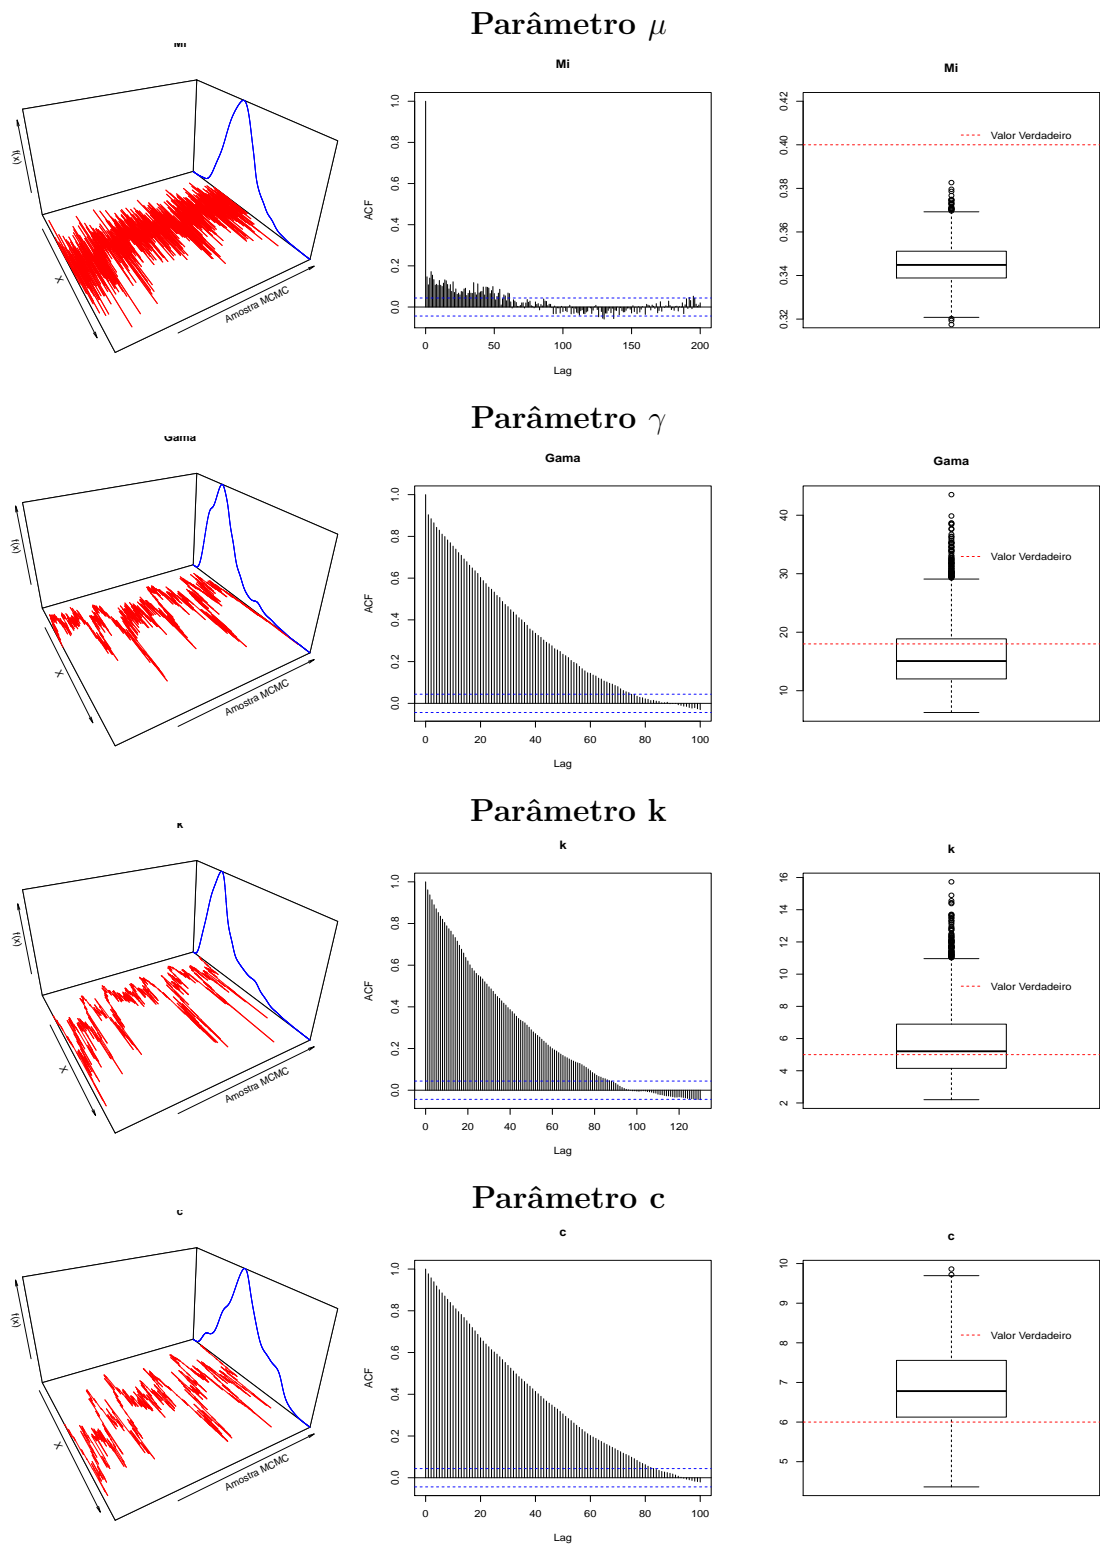 Parâmetro μ
Mi
f(x)
X
Amostra MCMC
Mi
ACF
0.0 0.2 0.4 0.6 0.8 1.0
0 50 100 150 200
Lag
Mi
0.32 0.34 0.36 0.38 0.40 0.42
Valor Verdadeiro
Parâmetro γ
Gama
f(x)
X
Amostra MCMC
Gama
ACF
0.0 0.2 0.4 0.6 0.8 1.0
0 20 40 60 80 100
Lag
Gama
10 20 30 40
Valor Verdadeiro
Parâmetro k
k
f(x)
X
Amostra MCMC
k
ACF
0.0 0.2 0.4 0.6 0.8 1.0
0 20 40 60 80 100 120
Lag
k
2 4 6 8 10 12 14 16
Valor Verdadeiro
Parâmetro c
c
f(x)
X
Amostra MCMC
c
ACF
0.0 0.2 0.4 0.6 0.8 1.0
0 20 40 60 80 100
Lag
c
5 6 7 8 9 10
Valor Verdadeiro